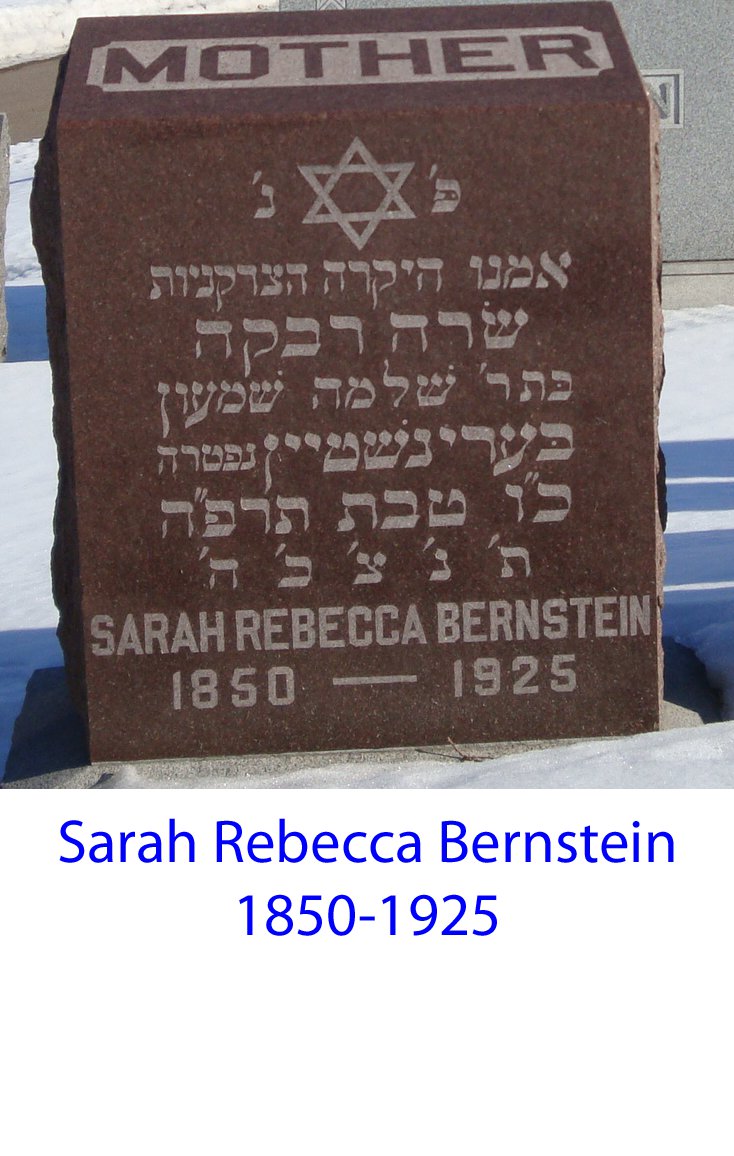 MOTHER
פ' נ'
אמנו היקרה הצדקניות
שרה רבקה
בת ר' שלמה שמעון
בערינשטיין נפטרה
כ"ו טבת תרפ"ה
ת' נ' צ' ב' ה'
SARAH REBECCA BERNSTEIN
1850 — 1925
Sarah Rebecca Bernstein
1850-1925